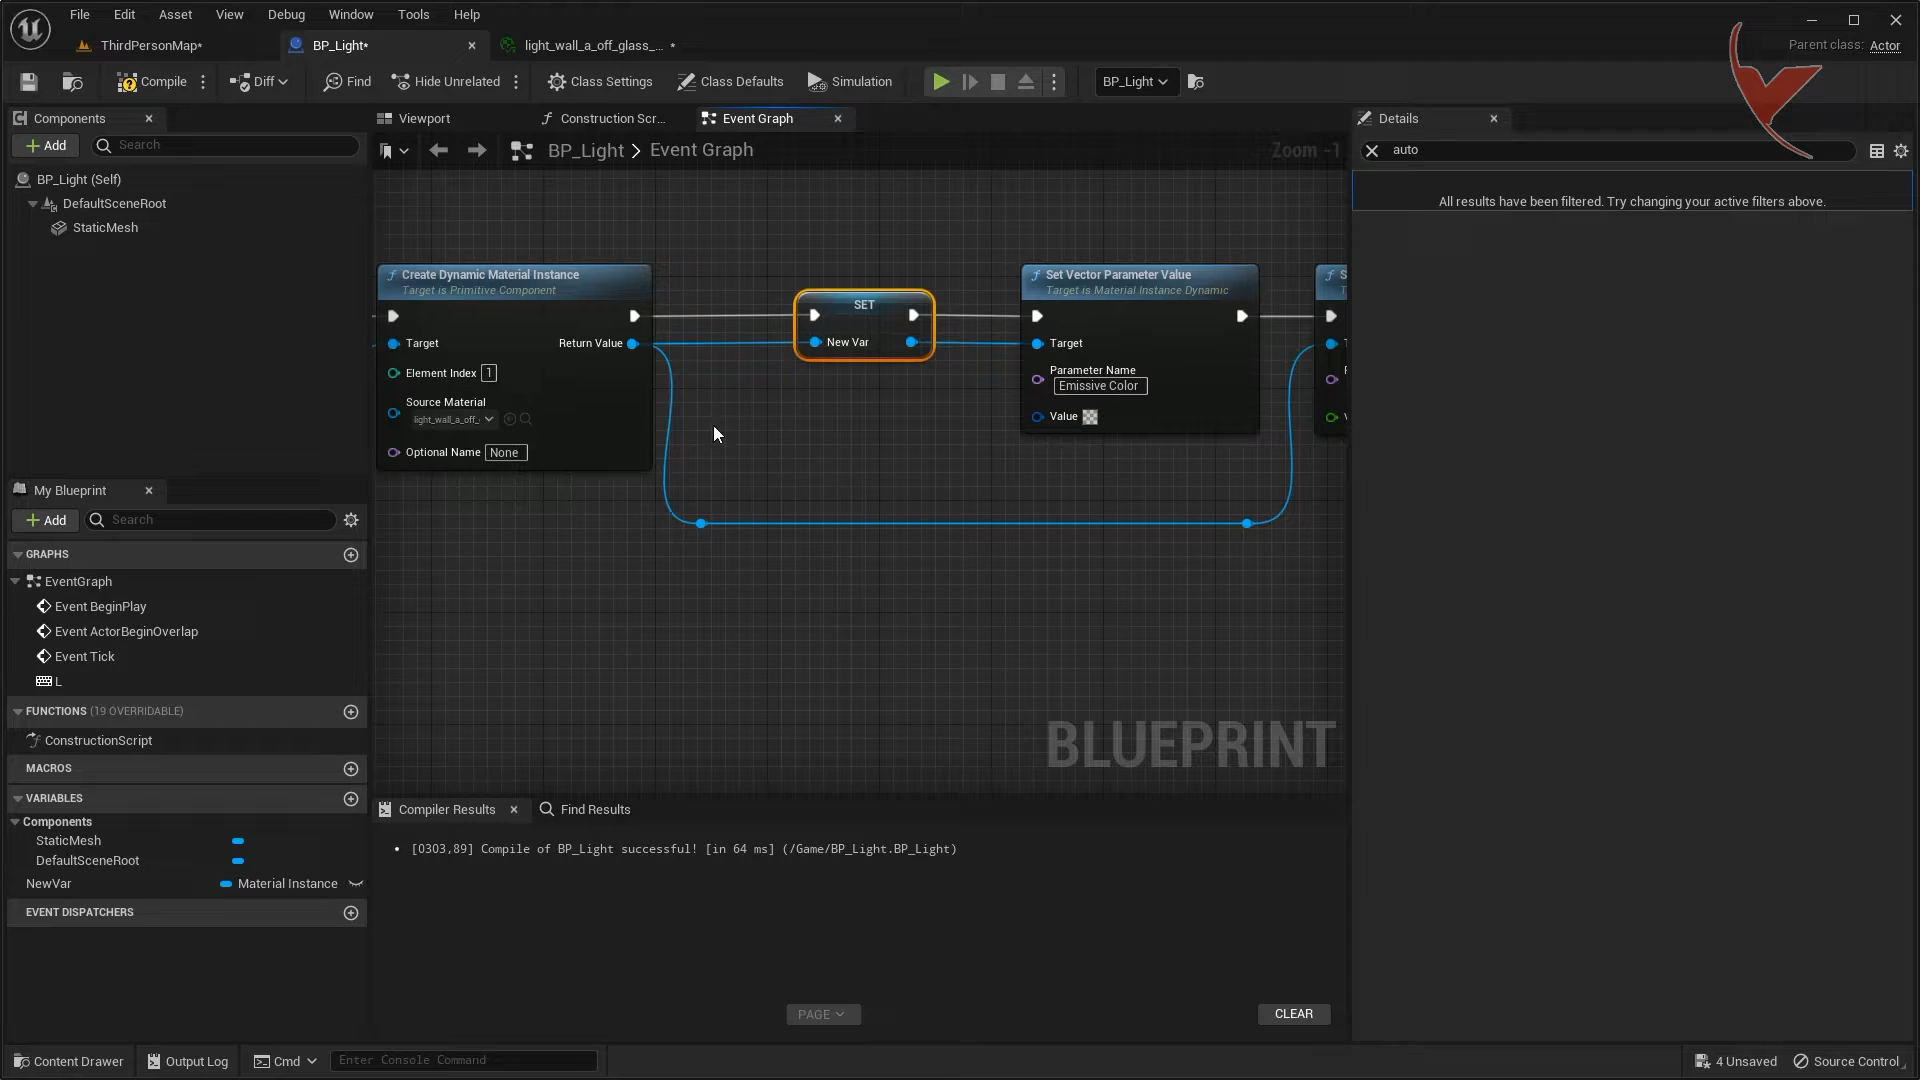 File Edit Asset View Debug Window Tools Help
ThirdPersonMap* BP_Light* light_wall_a_off_glass_... *
Parent class: Actor
Compile Diff Find Hide Unrelated Class Settings Class Defaults Simulation BP_Light
Components
Add Search
BP_Light (Self)
DefaultSceneRoot
StaticMesh
Viewport Construction Scr... Event Graph
BP_Light > Event Graph Zoom -1
Details
auto
All results have been filtered. Try changing your active filters above.
Create Dynamic Material Instance
Target is Primitive Component
Target Return Value
Element Index 1
Source Material
light_wall_a_off_
Optional Name None
SET
New Var
Set Vector Parameter Value
Target is Material Instance Dynamic
Target
Parameter Name
Emissive Color
Value
BLUEPRINT
My Blueprint
Add Search
GRAPHS
EventGraph
Event BeginPlay
Event ActorBeginOverlap
Event Tick
L
FUNCTIONS (19 OVERRIDABLE)
ConstructionScript
MACROS
VARIABLES
Components
StaticMesh
DefaultSceneRoot
NewVar Material Instance
EVENT DISPATCHERS
Compiler Results Find Results
• [0303,89] Compile of BP_Light successful! [in 64 ms] (/Game/BP_Light.BP_Light)
PAGE CLEAR
Content Drawer Output Log Cmd Enter Console Command 4 Unsaved Source Control